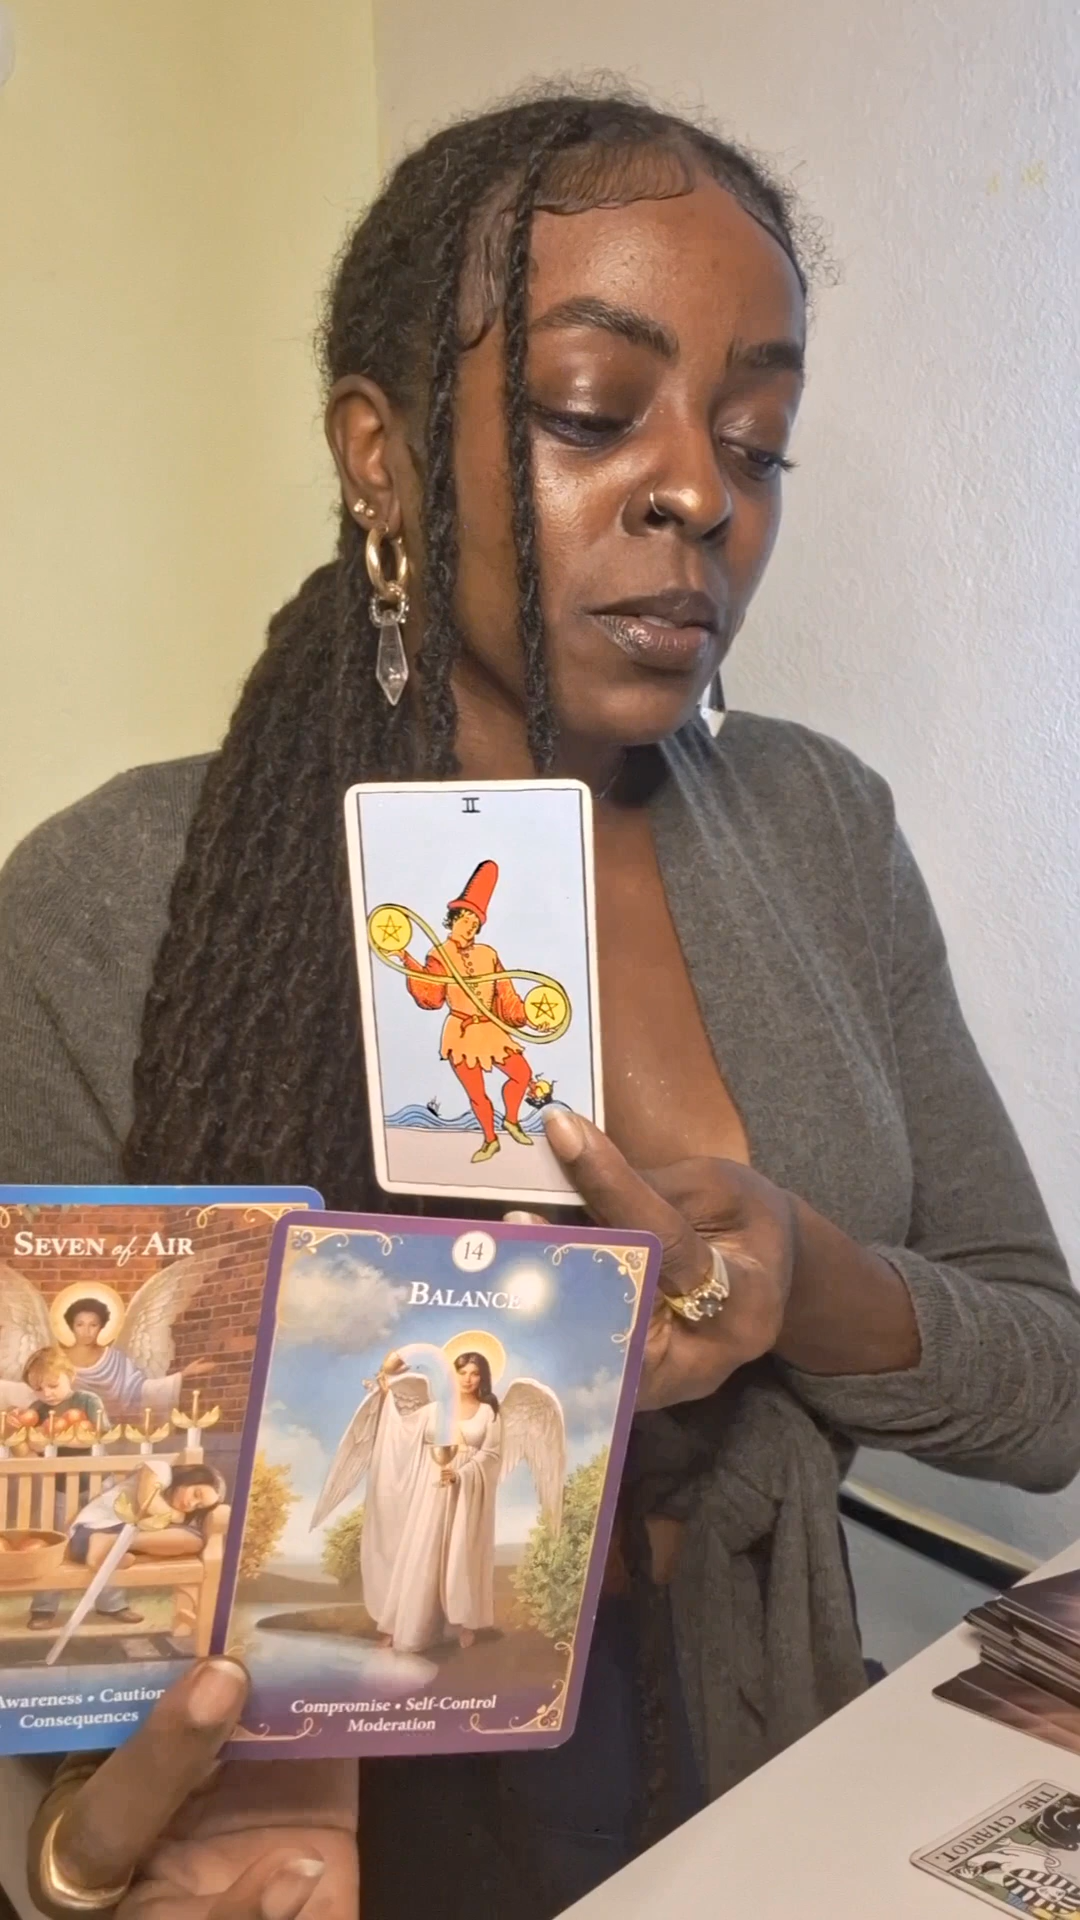 II
SEVEN of AIR
14
BALANCE
Awareness • Caution
Consequences
Compromise • Self-Control
Moderation
THE CHARIOT.